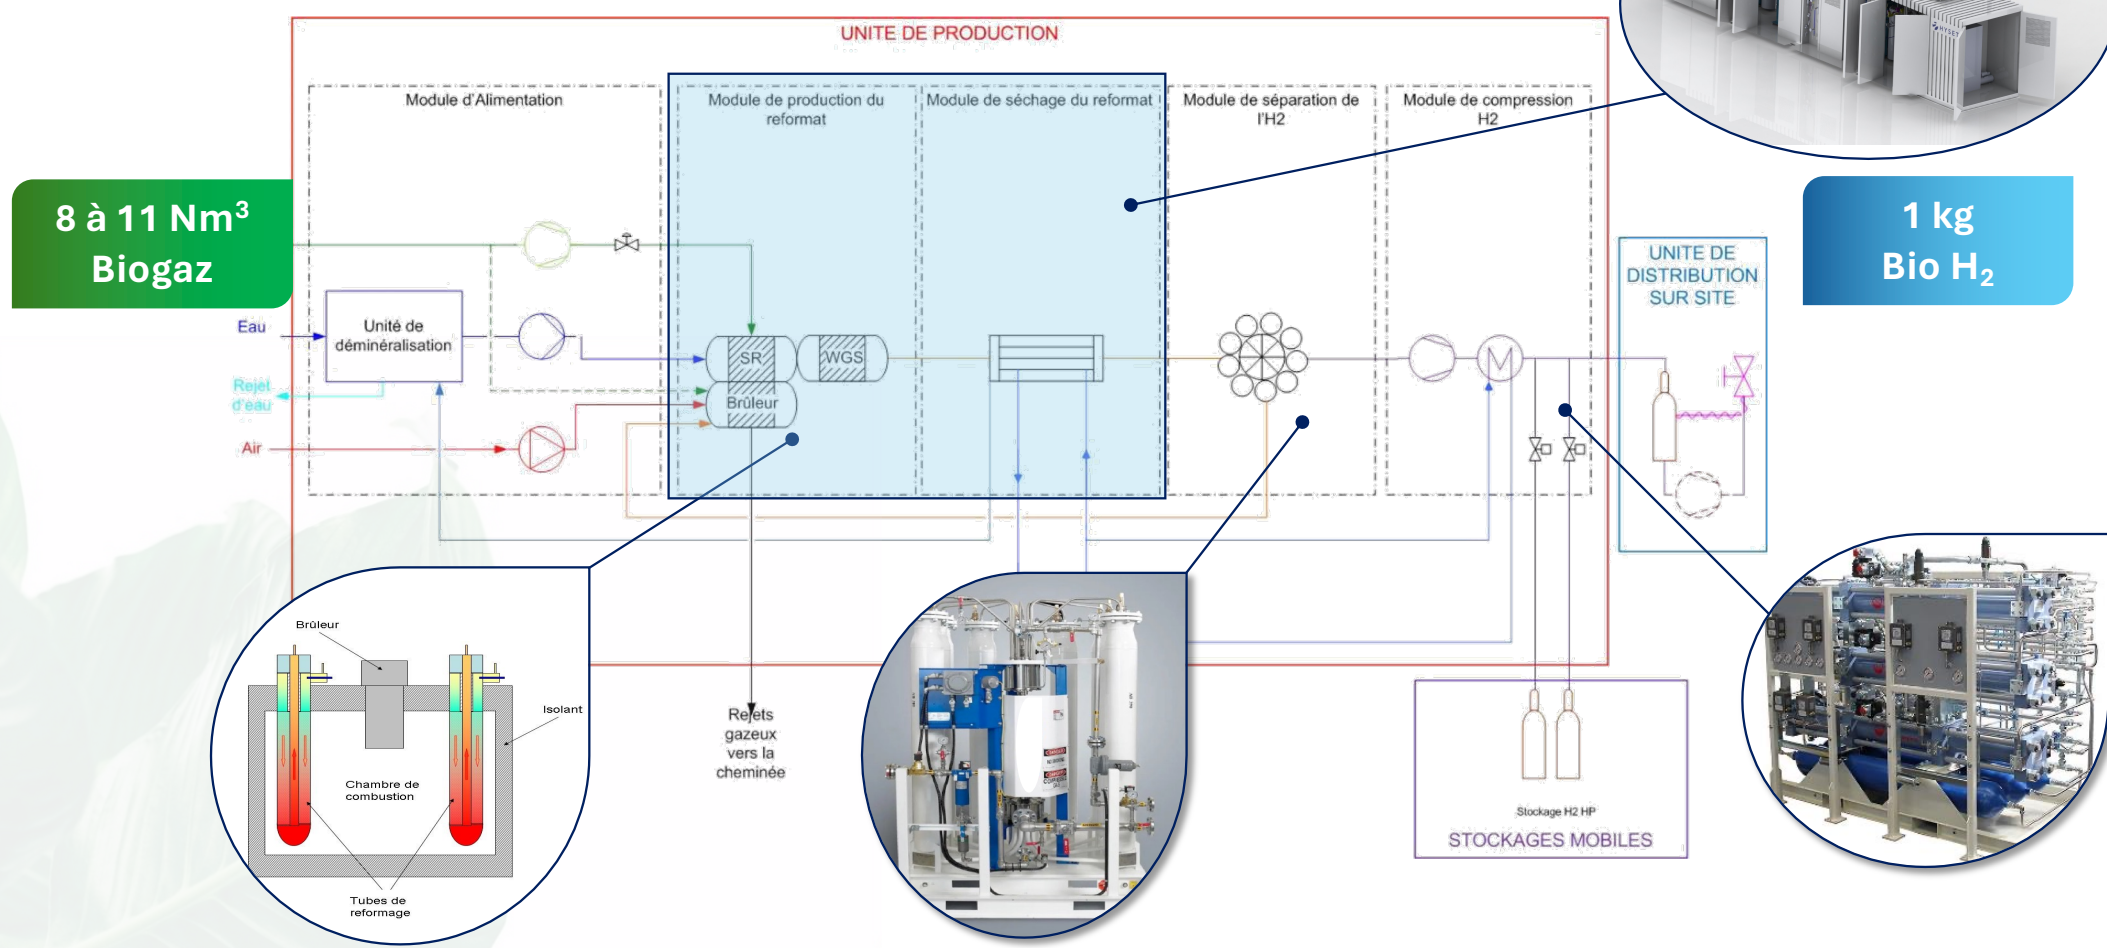 UNITE DE PRODUCTION
HYSET
Module d'Alimentation
Module de production du
reformat
Module de séchage du reformat
Module de séparation de
l'H2
Module de compression
H2
8 à 11 Nm³
Biogaz
1 kg
Bio H₂
UNITE DE
DISTRIBUTION
SUR SITE
Eau
Unité de
déminéralisation
SR
WGS
M
Rejet
d'eau
Brûleur
Air
Brûleur
Isolant
Chambre de
combustion
Tubes de
reformage
Rejets
gazeux
vers la
cheminée
Stockage H2 HP
STOCKAGES MOBILES